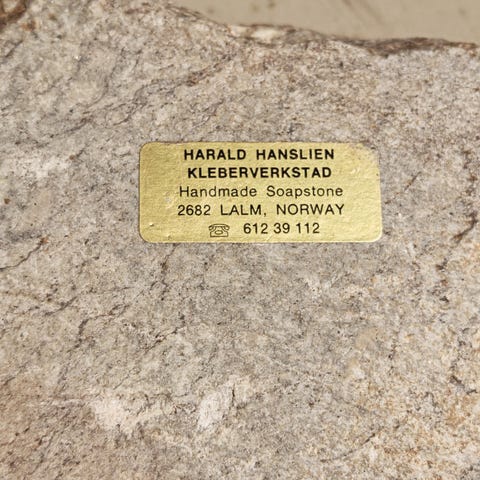 HARALD HANSLIEN
KLEBERVERKSTAD
Handmade Soapstone
2682 LALM, NORWAY
☏ 612 39 112